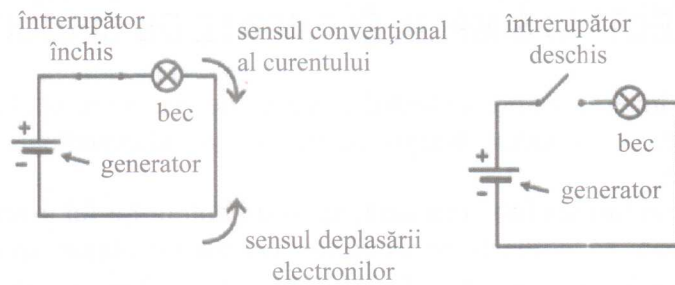 întrerupător
închis
sensul convențional
al curentului
bec
+
-
generator
sensul deplasării
electronilor
întrerupător
deschis
bec
+
-
generator